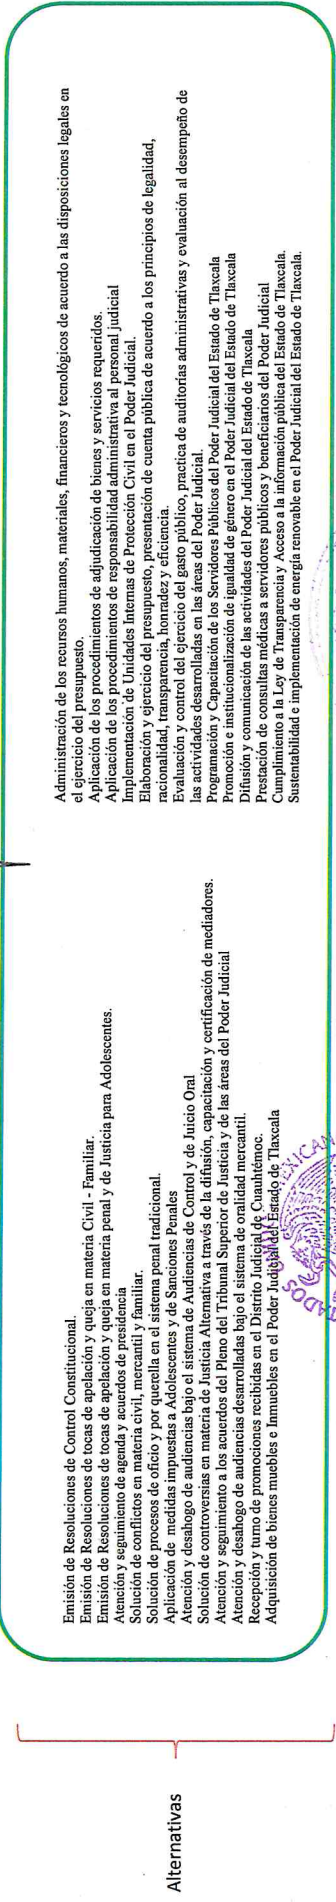 Alternativas
Emisión de Resoluciones de Control Constitucional.
Emisión de Resoluciones de tocas de apelación y queja en materia Civil - Familiar.
Emisión de Resoluciones de tocas de apelación y queja en materia penal y de Justicia para Adolescentes.
Atención y seguimiento de agenda y acuerdos de presidencia
Solución de conflictos en materia civil, mercantil y familiar.
Solución de procesos de oficio y por querella en el sistema penal tradicional.
Aplicación de medidas impuestas a Adolescentes y de Sanciones Penales
Atención y desahogo de audiencias bajo el sistema de Audiencias de Control y de Juicio Oral
Solución de controversias en materia de Justicia Alternativa a través de la difusión, capacitación y certificación de mediadores.
Atención y seguimiento a los acuerdos del Pleno del Tribunal Superior de Justicia y de las áreas del Poder Judicial
Atención y desahogo de audiencias desarrolladas bajo el sistema de oralidad mercantil.
Recepción y turno de promociones recibidas en el Distrito Judicial de Cuauhtémoc.
Adquisición de bienes muebles e Inmuebles en el Poder Judicial del Estado de Tlaxcala
Administración de los recursos humanos, materiales, financieros y tecnológicos de acuerdo a las disposiciones legales en
el ejercicio del presupuesto.
Aplicación de los procedimientos de adjudicación de bienes y servicios requeridos.
Aplicación de los procedimientos de responsabilidad administrativa al personal judicial
Implementación de Unidades Internas de Protección Civil en el Poder Judicial.
Elaboración y ejercicio del presupuesto, presentación de cuenta pública de acuerdo a los principios de legalidad,
racionalidad, transparencia, honradez y eficiencia.
Evaluación y control del ejercicio del gasto público, practica de auditorías administrativas y evaluación al desempeño de
las actividades desarrolladas en las áreas del Poder Judicial.
Programación y Capacitación de los Servidores Públicos del Poder Judicial del Estado de Tlaxcala
Promoción e institucionalización de igualdad de género en el Poder Judicial del Estado de Tlaxcala
Difusión y comunicación de las actividades del Poder Judicial del Estado de Tlaxcala
Prestación de consultas médicas a servidores públicos y beneficiarios del Poder Judicial
Cumplimiento a la Ley de Transparencia y Acceso a la información pública del Estado de Tlaxcala.
Sustentabilidad e implementación de energía renovable en el Poder Judicial del Estado de Tlaxcala.